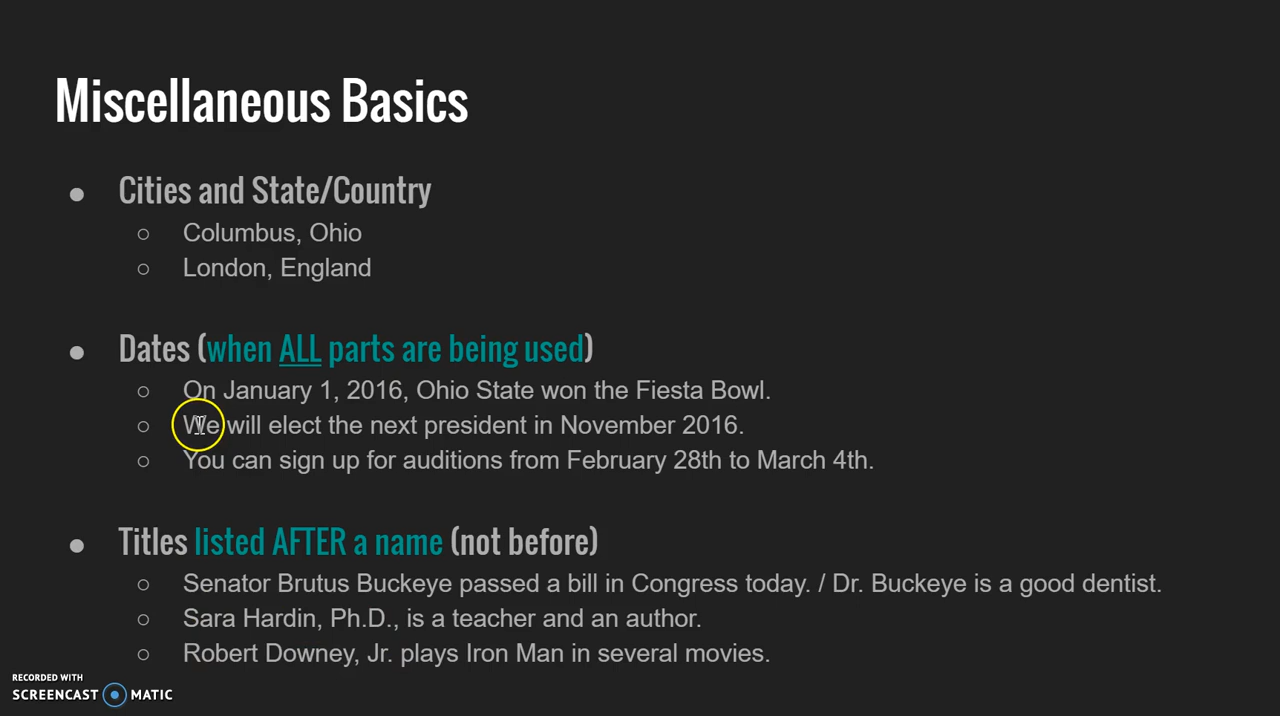 Miscellaneous Basics
Cities and State/Country
Columbus, Ohio
London, England
Dates (when ALL parts are being used)
On January 1, 2016, Ohio State won the Fiesta Bowl.
We will elect the next president in November 2016.
You can sign up for auditions from February 28th to March 4th.
Titles listed AFTER a name (not before)
Senator Brutus Buckeye passed a bill in Congress today. / Dr. Buckeye is a good dentist.
Sara Hardin, Ph.D., is a teacher and an author.
Robert Downey, Jr. plays Iron Man in several movies.
RECORDED WITH
SCREENCAST MATIC